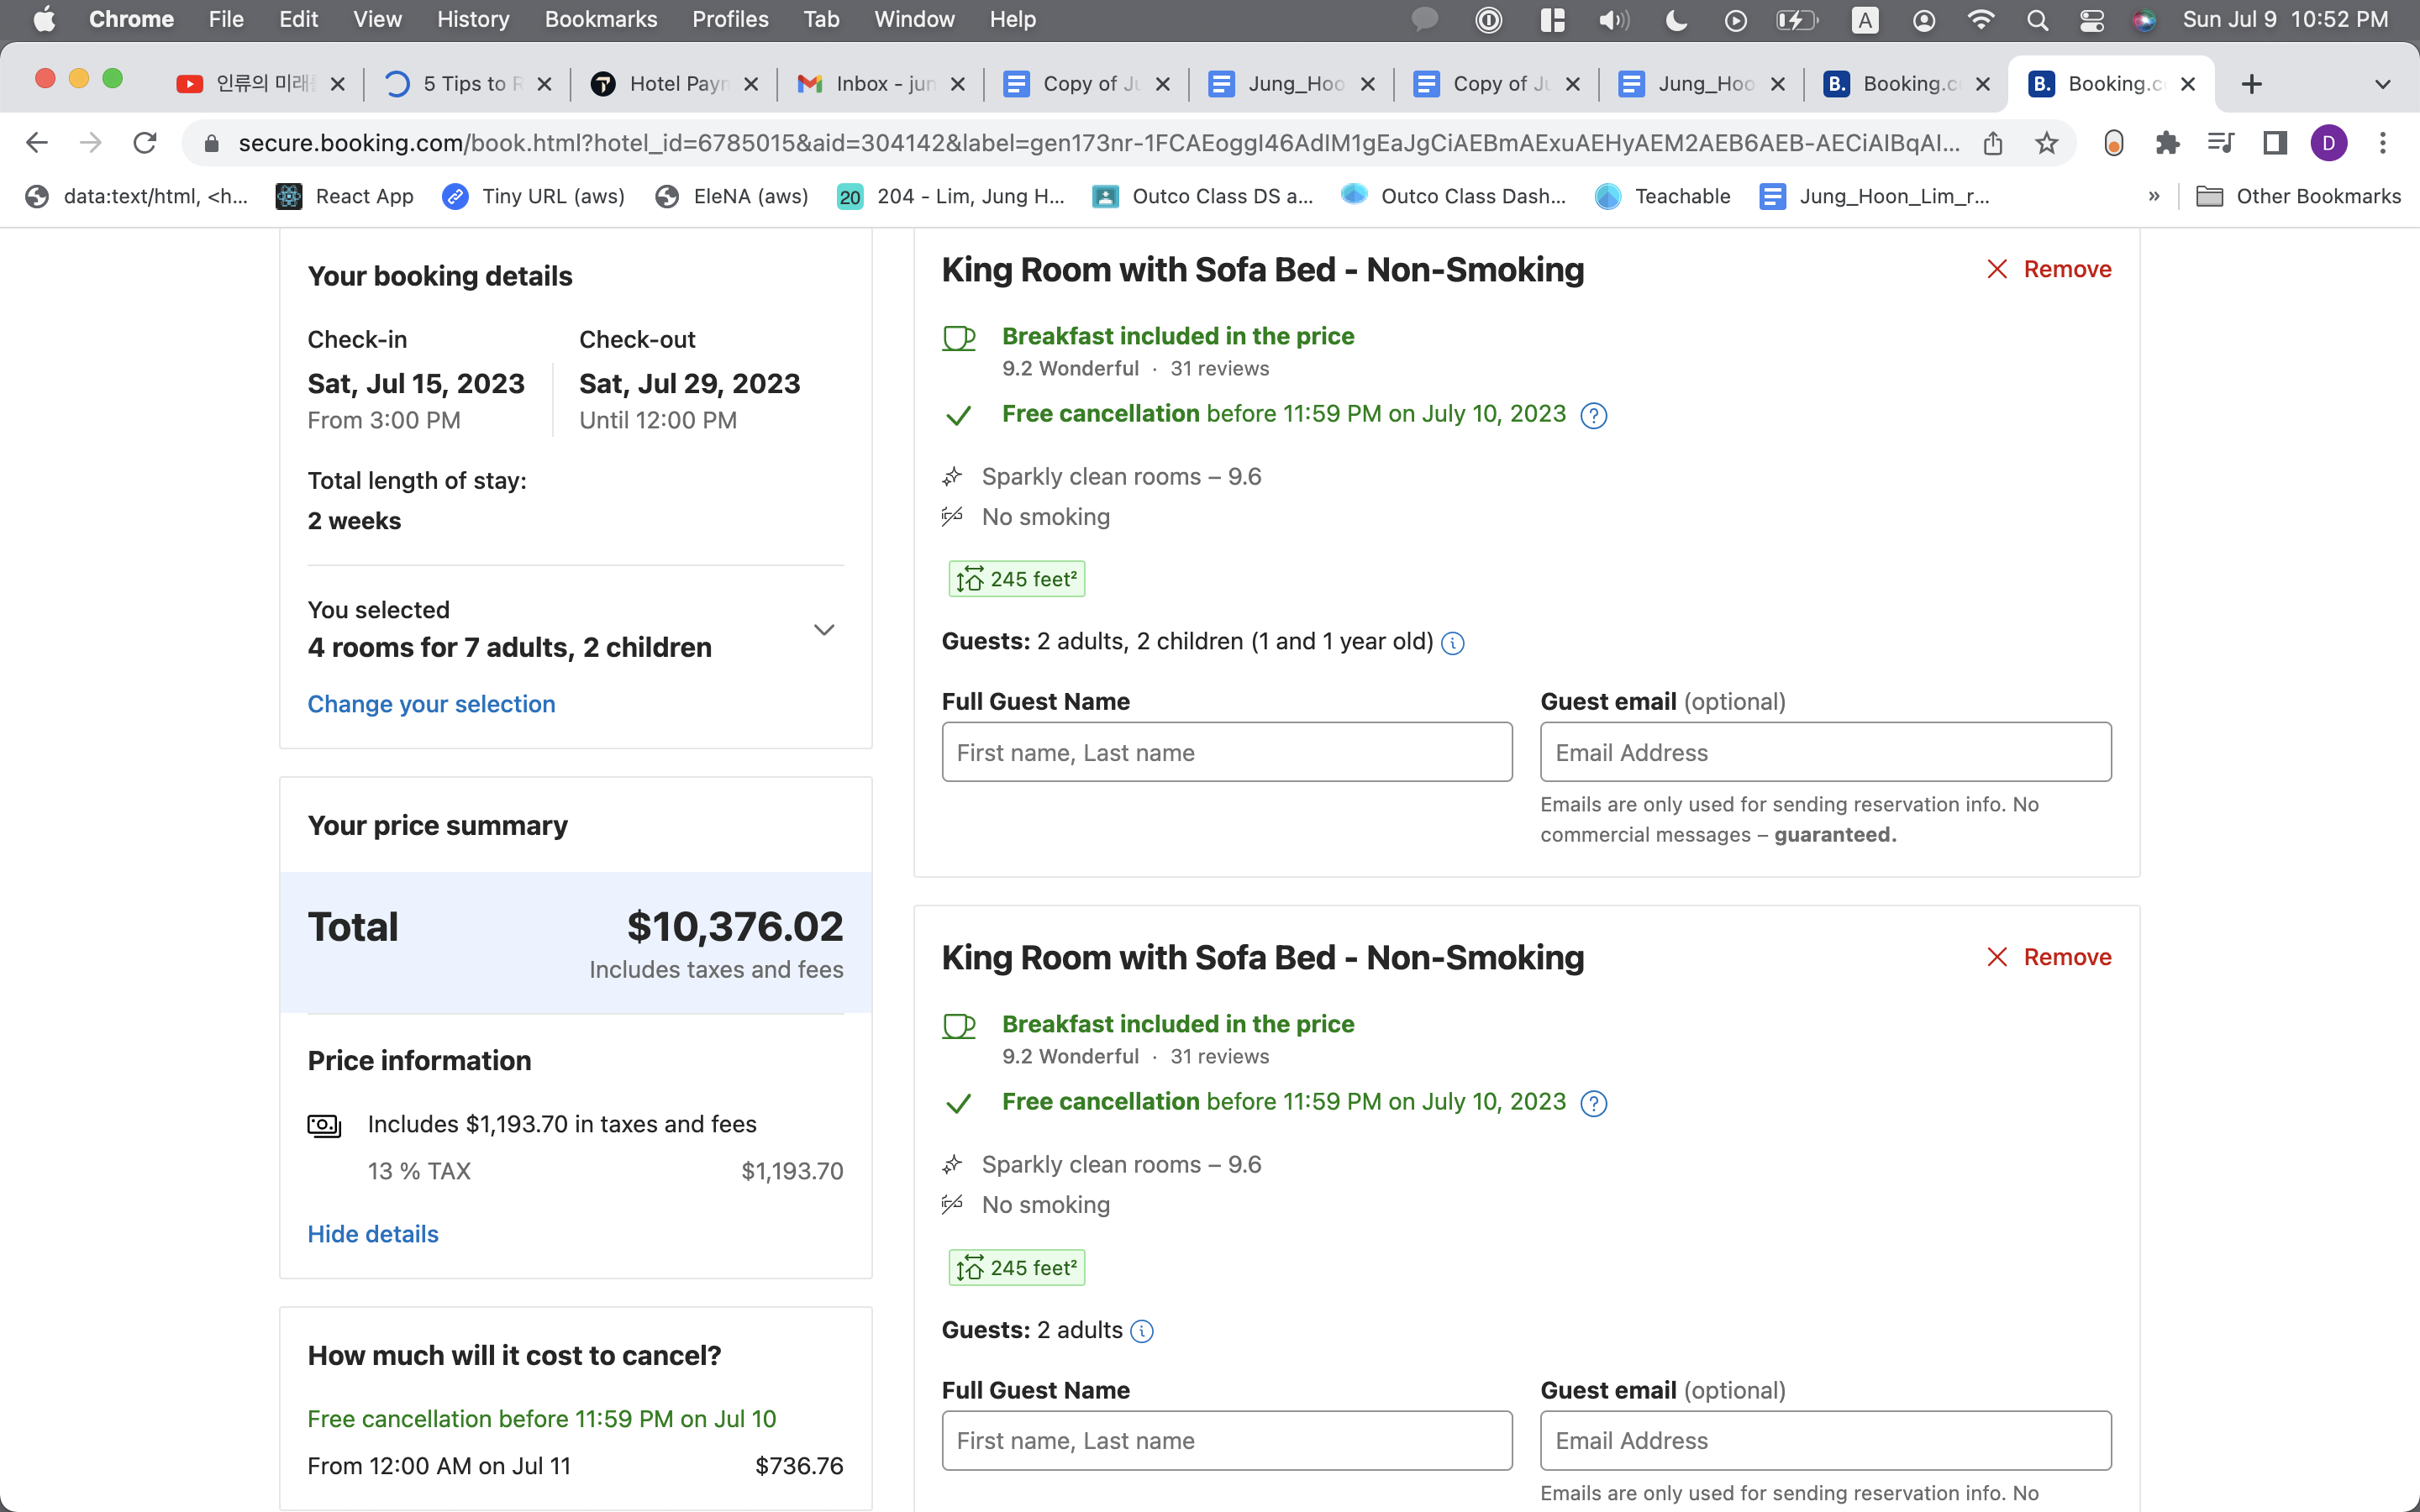 Chrome File Edit View History Bookmarks Profiles Tab Window Help A Sun Jul 9 10:52 PM
인류의 미래 5 Tips to Hotel Payn Inbox - jun Copy of Ju Jung_Hoo Copy of Ju Jung_Hoo B. Booking.c B. Booking.c
secure.booking.com/book.html?hotel_id=6785015&aid=304142&label=gen173nr-1FCAEoggI46AdIM1gEaJgCiAEBmAExuAEHyAEM2AEB6AEB-AECiAIBqAI... D
data:text/html, <h... React App Tiny URL (aws) EleNA (aws) 20 204 - Lim, Jung H... Outco Class DS a... Outco Class Dash... Teachable Jung_Hoon_Lim_r... » Other Bookmarks
Your booking details
Check-in
Sat, Jul 15, 2023
From 3:00 PM
Check-out
Sat, Jul 29, 2023
Until 12:00 PM
Total length of stay:
2 weeks
You selected
4 rooms for 7 adults, 2 children
Change your selection
Your price summary
Total $10,376.02
Includes taxes and fees
Price information
Includes $1,193.70 in taxes and fees
13 % TAX $1,193.70
Hide details
How much will it cost to cancel?
Free cancellation before 11:59 PM on Jul 10
From 12:00 AM on Jul 11 $736.76
King Room with Sofa Bed - Non-Smoking Remove
Breakfast included in the price
9.2 Wonderful · 31 reviews
Free cancellation before 11:59 PM on July 10, 2023
Sparkly clean rooms – 9.6
No smoking
245 feet²
Guests: 2 adults, 2 children (1 and 1 year old)
Full Guest Name
First name, Last name
Guest email (optional)
Email Address
Emails are only used for sending reservation info. No
commercial messages – guaranteed.
King Room with Sofa Bed - Non-Smoking Remove
Breakfast included in the price
9.2 Wonderful · 31 reviews
Free cancellation before 11:59 PM on July 10, 2023
Sparkly clean rooms – 9.6
No smoking
245 feet²
Guests: 2 adults
Full Guest Name
First name, Last name
Guest email (optional)
Email Address
Emails are only used for sending reservation info. No